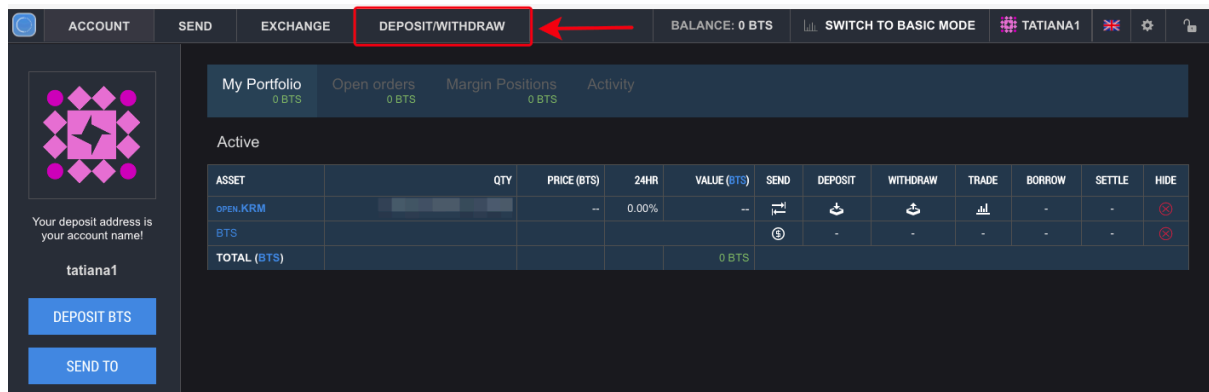 ACCOUNT SEND EXCHANGE DEPOSIT/WITHDRAW BALANCE: 0 BTS SWITCH TO BASIC MODE TATIANA1
My Portfolio Open orders Margin Positions Activity
0 BTS 0 BTS 0 BTS
Active
ASSET QTY PRICE (BTS) 24HR VALUE (BTS) SEND DEPOSIT WITHDRAW TRADE BORROW SETTLE HIDE
OPEN.KRM -- 0.00% -- - -
BTS - - - - -
TOTAL (BTS) 0 BTS
Your deposit address is
your account name!
tatiana1
DEPOSIT BTS
SEND TO